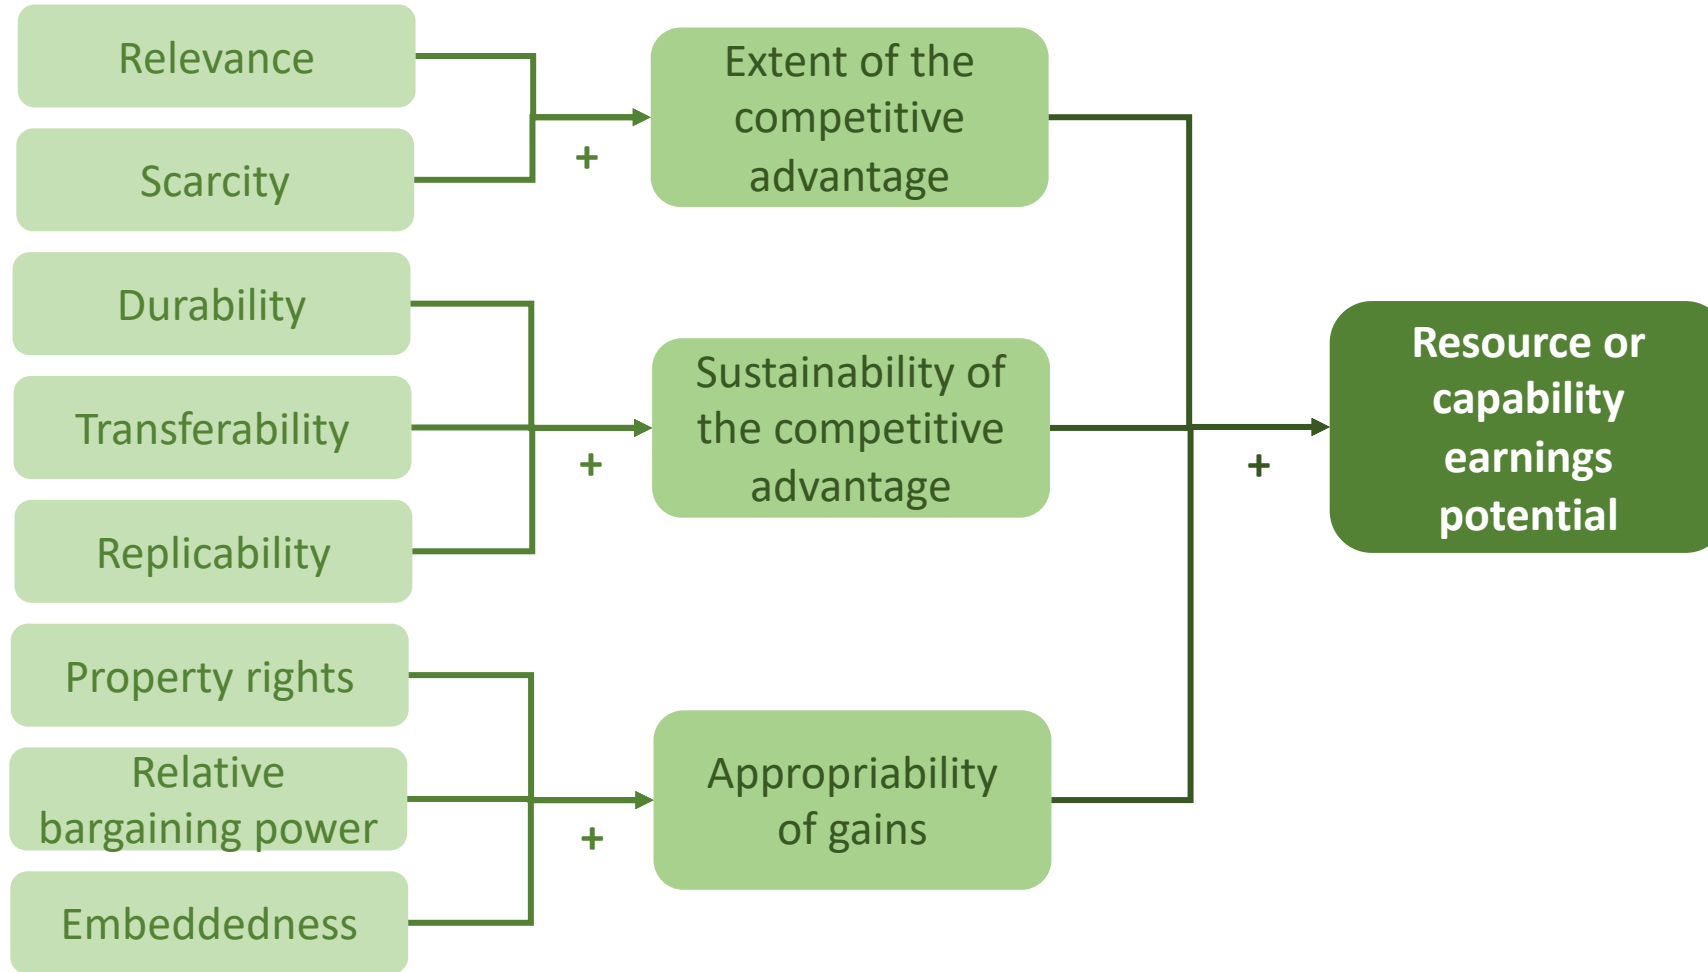 Relevance
Scarcity
+
Extent of the
competitive
advantage
Durability
Transferability
Replicability
+
Sustainability of
the competitive
advantage
Property rights
Relative
bargaining power
Embeddedness
+
Appropriability
of gains
+
Resource or
capability
earnings
potential